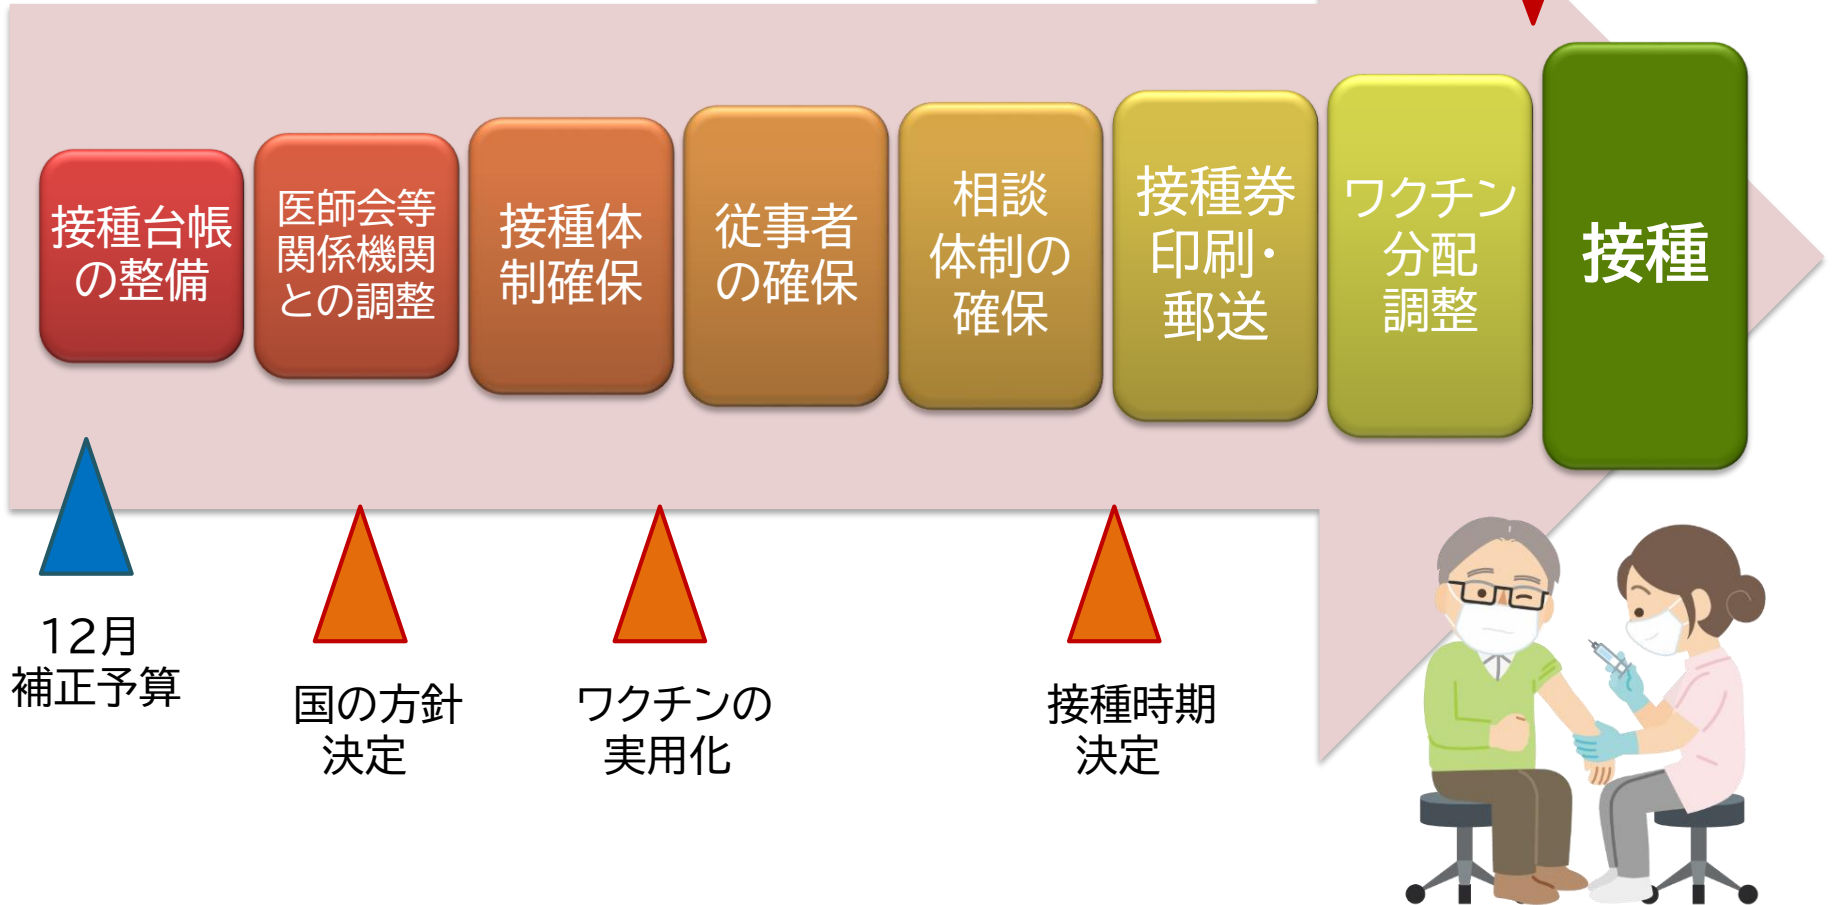 接種台帳
の整備
医師会等
関係機関
との調整
接種体
制確保
従事者
の確保
相談
体制の
確保
接種券
印刷・
郵送
ワクチン
分配
調整
接種
12月
補正予算
国の方針
決定
ワクチンの
実用化
接種時期
決定